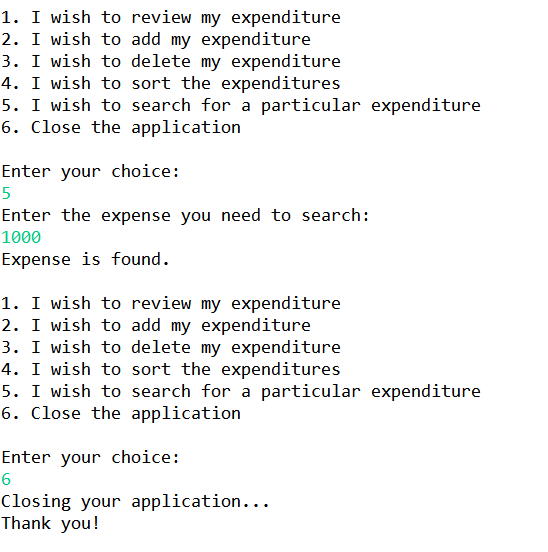 1. I wish to review my expenditure
2. I wish to add my expenditure
3. I wish to delete my expenditure
4. I wish to sort the expenditures
5. I wish to search for a particular expenditure
6. Close the application
Enter your choice:
5
Enter the expense you need to search:
1000
Expense is found.
1. I wish to review my expenditure
2. I wish to add my expenditure
3. I wish to delete my expenditure
4. I wish to sort the expenditures
5. I wish to search for a particular expenditure
6. Close the application
Enter your choice:
6
Closing your application...
Thank you!